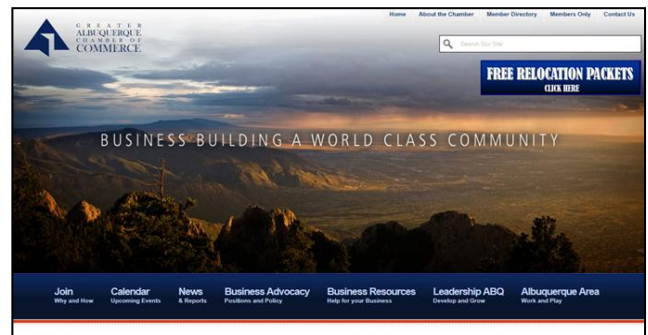 Home About the Chamber Member Directory Members Only Contact Us
GREATER
ALBUQUERQUE
CHAMBER OF
COMMERCE
Search Our Site
FREE RELOCATION PACKETS
CLICK HERE
BUSINESS BUILDING A WORLD CLASS COMMUNITY
Join Calendar News Business Advocacy Business Resources Leadership ABQ Albuquerque Area
Why and How Upcoming Events & Reports Positions and Policy Help for your Business Develop and Grow Work and Play